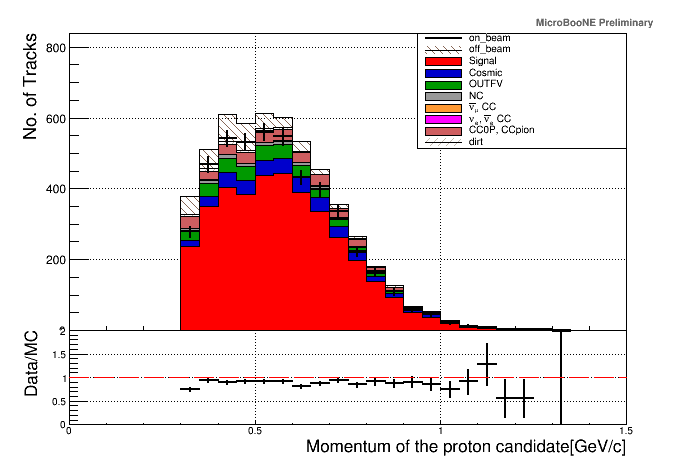 MicroBooNE Preliminary
No. of Tracks
800
600
400
200
on_beam
off_beam
Signal
Cosmic
OUTFV
NC
ν̅μ CC
νe, ν̅e CC
CC0P, CCpion
dirt
Data/MC
2
1.5
1
0.5
0
0
0.5
1
1.5
Momentum of the proton candidate[GeV/c]